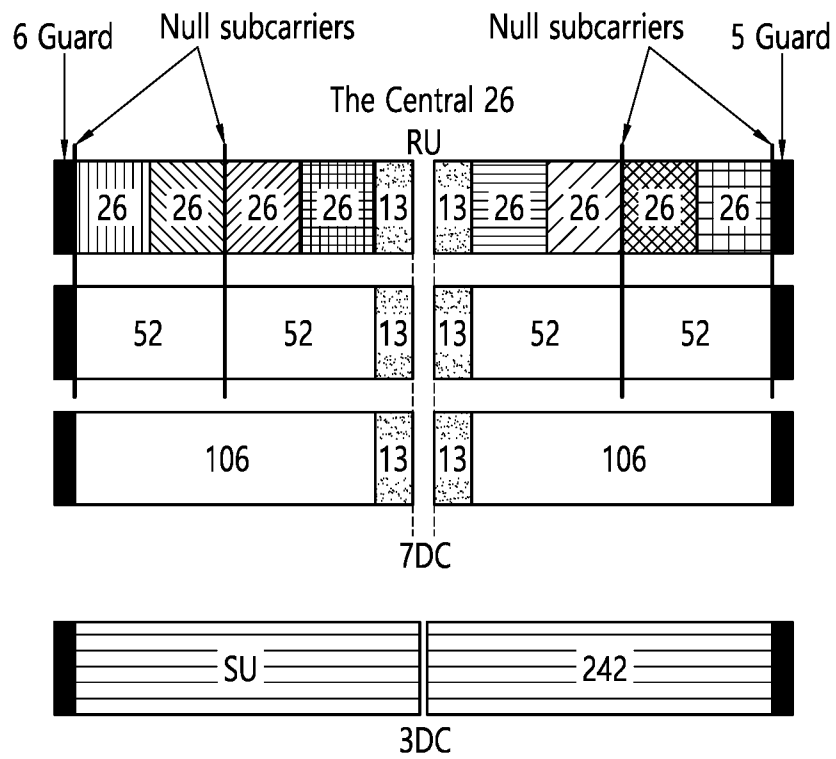 6 Guard
Null subcarriers
Null subcarriers
5 Guard
The Central 26
RU
26 26 26 26 13 13 26 26 26 26
52 52 13 13 52 52
106 13 13 106
7DC
SU 242
3DC